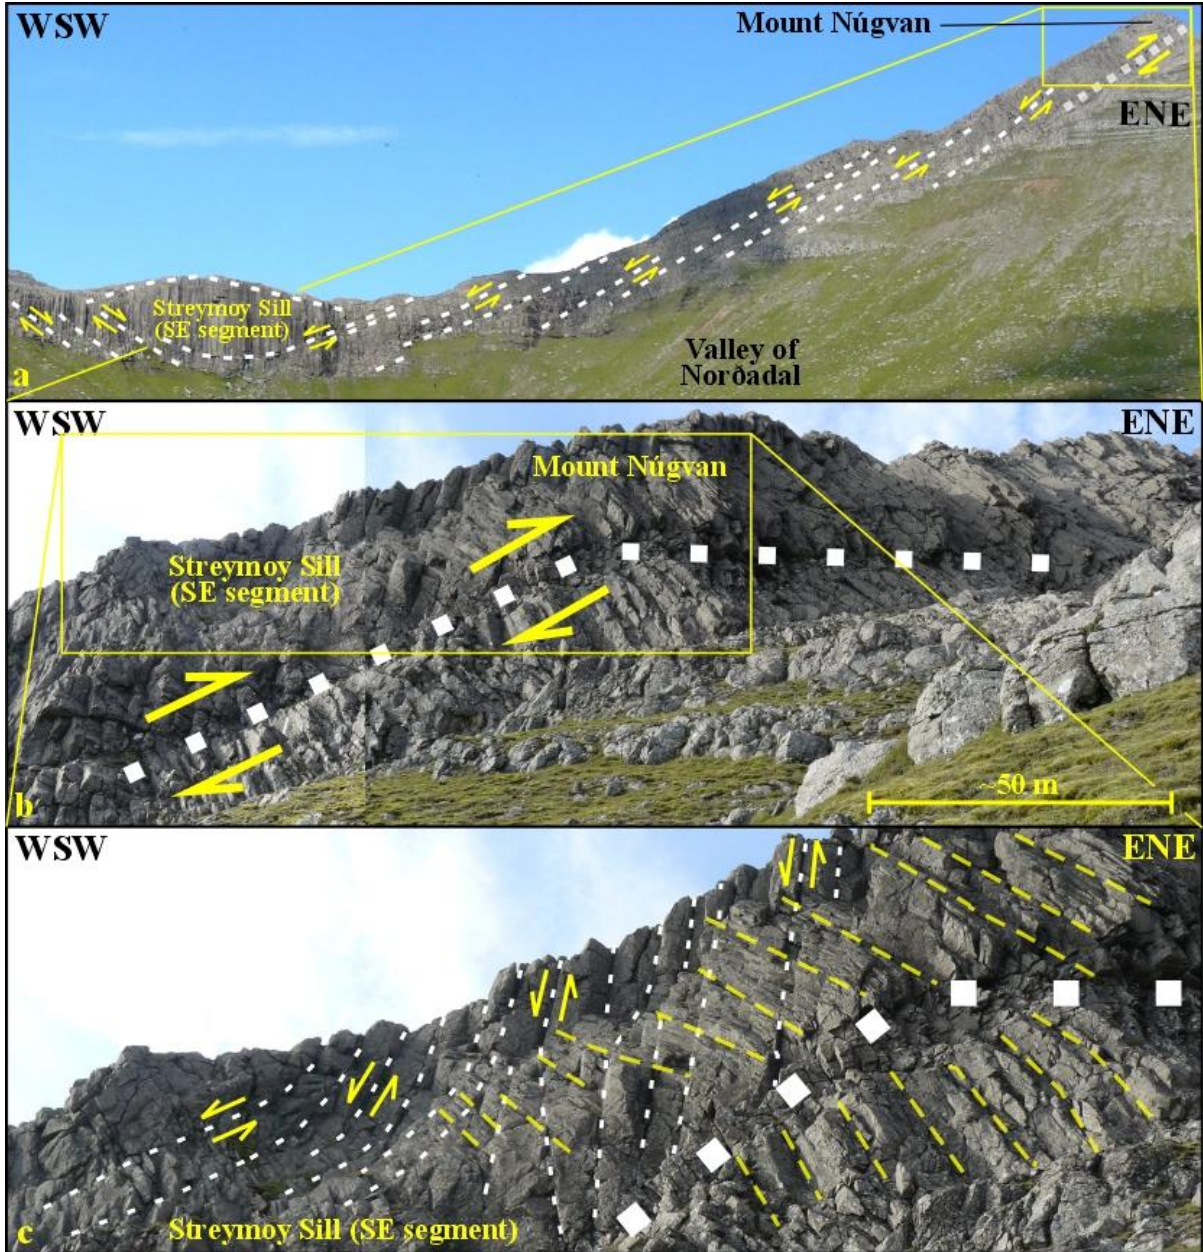 WSW
Mount Núgvan
ENE
Streymoy Sill
(SE segment)
Valley of
Norðadal
a
WSW
ENE
Mount Núgvan
Streymoy Sill
(SE segment)
~50 m
b
WSW
ENE
Streymoy Sill (SE segment)
c